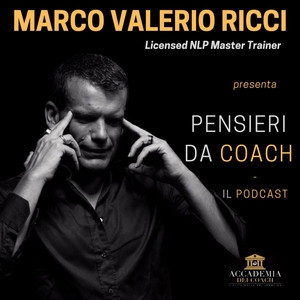 MARCO VALERIO RICCI
Licensed NLP Master Trainer
presenta
PENSIERI
DA COACH
-
IL PODCAST
ACCADEMIA
DEI COACH